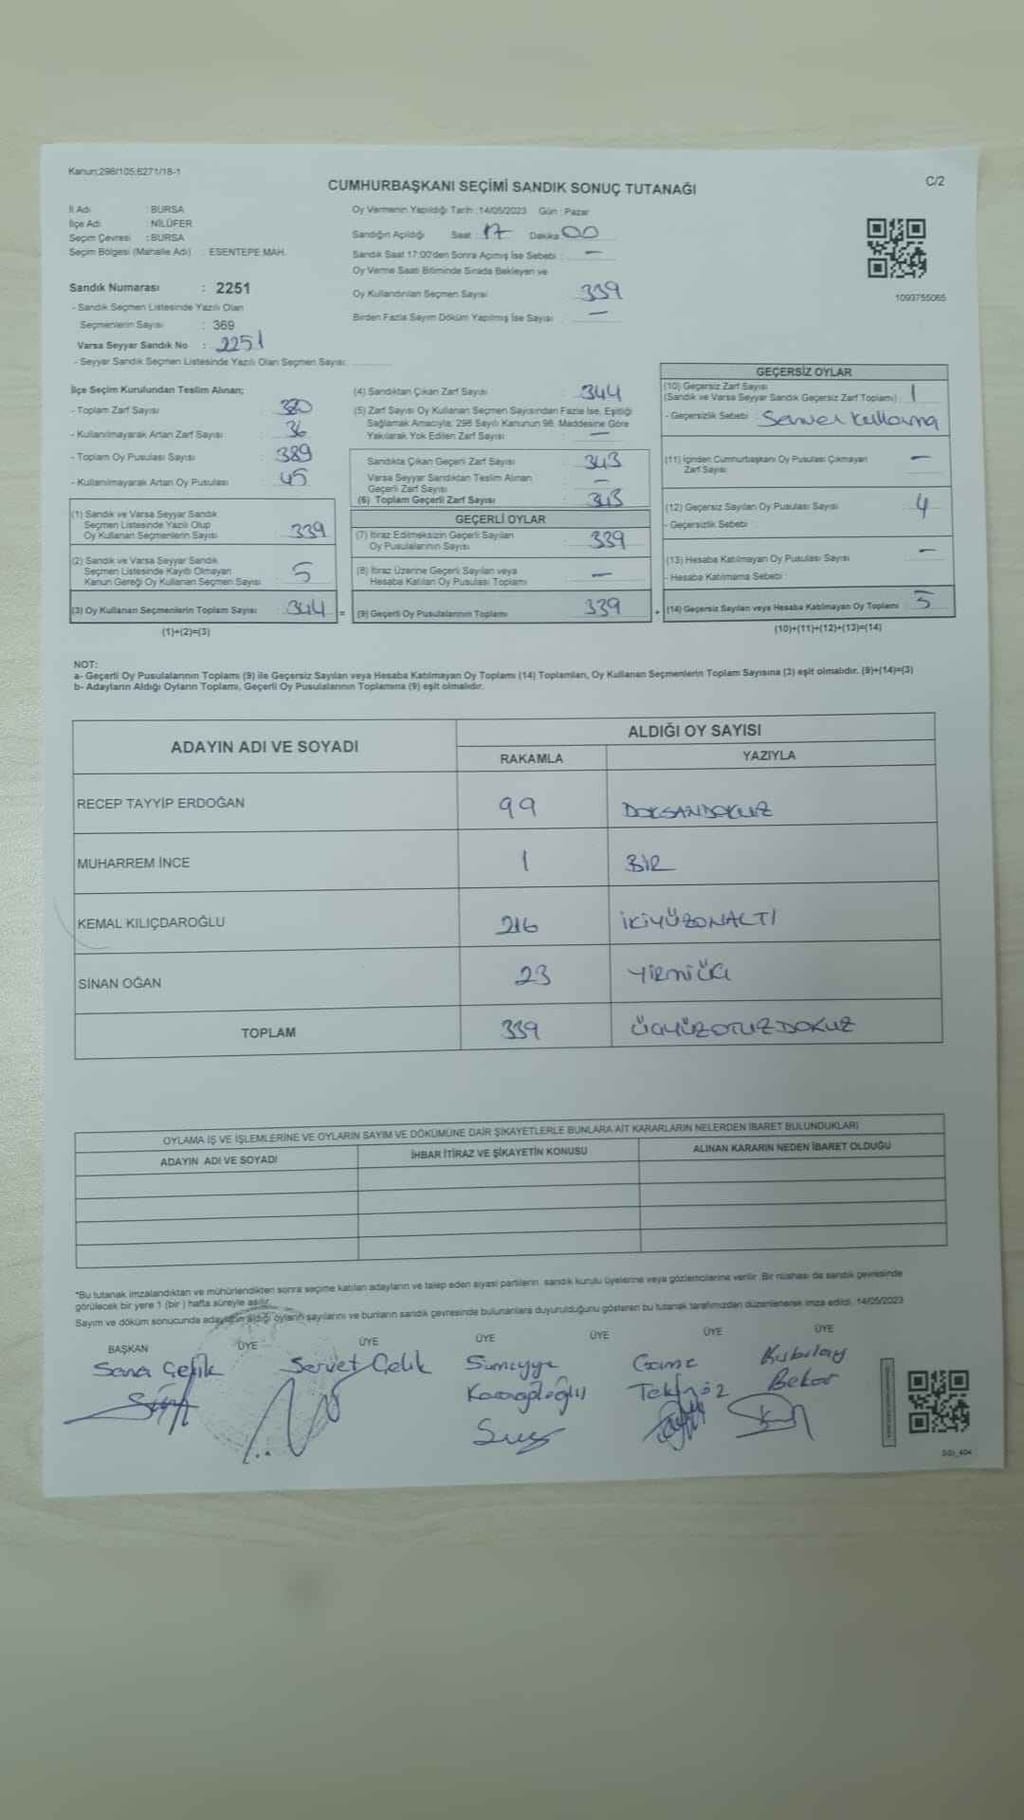 Kanun:298/105;6271/18-1
C/2
CUMHURBAŞKANI SEÇİMİ SANDIK SONUÇ TUTANAĞI
İl Adı : BURSA
İlçe Adı : NİLÜFER
Seçim Çevresi : BURSA
Seçim Bölgesi (Mahalle Adı) : ESENTEPE MAH.
Sandık Numarası : 2251
- Sandık Seçmen Listesinde Yazılı Olan
Seçmenlerin Sayısı : 369
Varsa Seyyar Sandık No : 2251
- Seyyar Sandık Seçmen Listesinde Yazılı Olan Seçmen Sayısı:
Oy Vermenin Yapıldığı Tarih :14/05/2023 Gün : Pazar
Sandığın Açıldığı Saat : 17 Dakika : 00
Sandık Saat 17:00'den Sonra Açılmış İse Sebebi : —
Oy Verme Saati Bitiminde Sırada Bekleyen ve
Oy Kullandırılan Seçmen Sayısı : 339
Birden Fazla Sayım Döküm Yapılmış İse Sayısı : —
1093755065
İlçe Seçim Kurulundan Teslim Alınan;
- Toplam Zarf Sayısı : 380
- Kullanılmayarak Artan Zarf Sayısı : 36
- Toplam Oy Pusulası Sayısı : 389
- Kullanılmayarak Artan Oy Pusulası : 45
(1) Sandık ve Varsa Seyyar Sandık
Seçmen Listesinde Yazılı Olup
Oy Kullanan Seçmenlerin Sayısı : 339
(2) Sandık ve Varsa Seyyar Sandık
Seçmen Listesinde Kayıtlı Olmayan
Kanun Gereği Oy Kullanan Seçmen Sayısı : 5
(3) Oy Kullanan Seçmenlerin Toplam Sayısı : 344 =
(1)+(2)=(3)
(4) Sandıktan Çıkan Zarf Sayısı : 344
(5) Zarf Sayısı Oy Kullanan Seçmen Sayısından Fazla İse, Eşitliği
Sağlamak Amacıyla; 298 Sayılı Kanunun 98. Maddesine Göre
Yakılarak Yok Edilen Zarf Sayısı : —
Sandıkta Çıkan Geçerli Zarf Sayısı : 343
Varsa Seyyar Sandıktan Teslim Alınan
Geçerli Zarf Sayısı : —
(6) Toplam Geçerli Zarf Sayısı : 343
GEÇERLİ OYLAR
(7) İtiraz Edilmeksizin Geçerli Sayılan
Oy Pusulalarının Sayısı : 339
(8) İtiraz Üzerine Geçerli Sayılan veya
Hesaba Katılan Oy Pusulası Toplamı : —
(9) Geçerli Oy Pusulalarının Toplamı : 339 +
GEÇERSİZ OYLAR
(10) Geçersiz Zarf Sayısı
(Sandık ve Varsa Seyyar Sandık Geçersiz Zarf Toplamı) : 1
- Geçersizlik Sebebi :
(11) İçinden Cumhurbaşkanı Oy Pusulası Çıkmayan
Zarf Sayısı : —
(12) Geçersiz Sayılan Oy Pusulası Sayısı : 4
- Geçersizlik Sebebi
(13) Hesaba Katılmayan Oy Pusulası Sayısı : —
- Hesaba Katılmama Sebebi
(14) Geçersiz Sayılan veya Hesaba Katılmayan Oy Toplamı : 5
(10)+(11)+(12)+(13)=(14)
NOT:
a- Geçerli Oy Pusulalarının Toplamı (9) ile Geçersiz Sayılan veya Hesaba Katılmayan Oy Toplamı (14) Toplamları, Oy Kullanan Seçmenlerin Toplam Sayısına (3) eşit olmalıdır. (9)+(14)=(3)
b- Adayların Aldığı Oyların Toplamı, Geçerli Oy Pusulalarının Toplamına (9) eşit olmalıdır.
ADAYIN ADI VE SOYADI
ALDIĞI OY SAYISI
RAKAMLA YAZIYLA
RECEP TAYYİP ERDOĞAN 99 DOKSANDOKUZ
MUHARREM İNCE 1 BİR
KEMAL KILIÇDAROĞLU 216 İKİYÜZONALTI
SİNAN OĞAN 23 YİRMİÜÇ
TOPLAM 339 ÜÇYÜZOTUZDOKUZ
OYLAMA İŞ VE İŞLEMLERİNE VE OYLARIN SAYIM VE DÖKÜMÜNE DAİR ŞİKAYETLERLE BUNLARA AİT KARARLARIN NELERDEN İBARET BULUNDUKLARI
ADAYIN ADI VE SOYADI İHBAR İTİRAZ VE ŞİKAYETİN KONUSU ALINAN KARARIN NEDEN İBARET OLDUĞU
*Bu tutanak imzalandıktan ve mühürlendikten sonra seçime katılan adayların ve talep eden siyasi partilerin, sandık kurulu üyelerine veya gözlemcilerine verilir. Bir nüshası da sandık çevresinde
görülecek bir yere 1 (bir ) hafta süreyle asılır.
Sayım ve döküm sonucunda adayların aldığı oyların sayılarını ve bunların sandık çevresinde bulunanlara duyurulduğunu gösteren bu tutanak tarafımızdan düzenlenerek imza edildi. 14/05/2023
BAŞKAN ÜYE ÜYE ÜYE ÜYE ÜYE ÜYE
Servet Çelik
Sümeyye
Karaoğlağlı
Kubilay